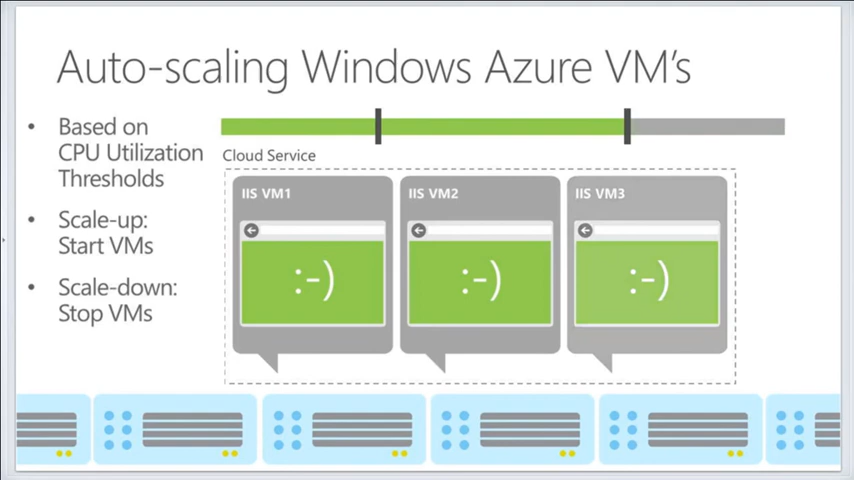 Auto-scaling Windows Azure VM's
• Based on
CPU Utilization
Thresholds
• Scale-up:
Start VMs
• Scale-down:
Stop VMs
Cloud Service
IIS VM1
:-)
IIS VM2
:-)
IIS VM3
:-)